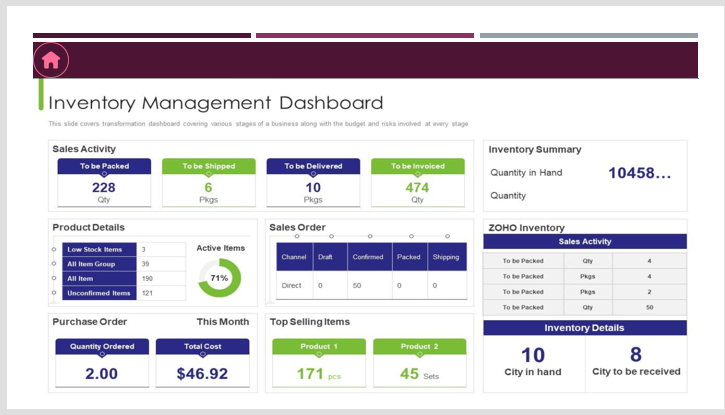 Inventory Management Dashboard
This slide covers transformation dashboard covering various stages of a business along with the budget and risks involved at every stage
Sales Activity
To be Packed
228
Qty
To be Shipped
6
Pkgs
To be Delivered
10
Pkgs
To be Invoiced
474
Qty
Inventory Summary
Quantity in Hand 10458...
Quantity
Product Details
Low Stock Items 3
All Item Group 39
All Item 190
Unconfirmed Items 121
Active Items
71%
Sales Order
Channel Draft Confirmed Packed Shipping
Direct 0 50 0 0
ZOHO Inventory
Sales Activity
To be Packed Qty 4
To be Packed Pkgs 4
To be Packed Pkgs 2
To be Packed Qty 50
Purchase Order This Month
Quantity Ordered
2.00
Total Cost
$46.92
Top Selling Items
Product 1
171 pcs
Product 2
45 Sets
Inventory Details
10
City in hand
8
City to be received